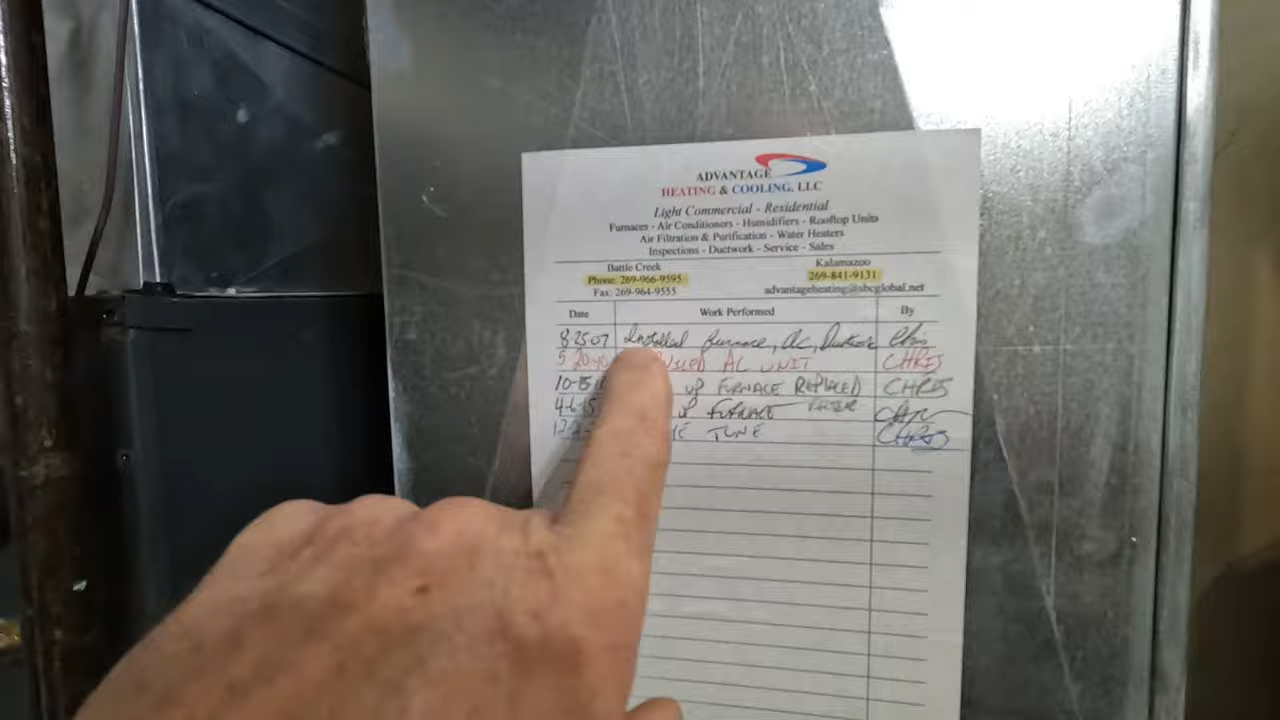 ADVANTAGE
HEATING & COOLING, LLC
Light Commercial - Residential
Furnaces - Air Conditioners - Humidifiers - Rooftop Units
Air Filtration & Purification - Water Heaters
Inspections - Ductwork - Service - Sales
Battle Creek Kalamazoo
Phone: 269-966-9595 269-841-9131
Fax: 269-964-9555 advantageheating@sbcglobal.net
Date Work Performed By
8-25-07 Installed furnace, AC, Ductwork Chris
AC UNIT CHRIS
UP FURNACE REPLACED CHRIS
FURNACE FILTER
TUNE CHRIS